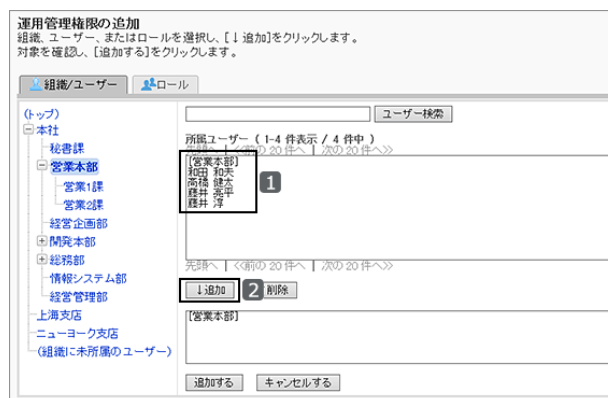 運用管理権限の追加
組織、ユーザー、またはロールを選択し、[↓追加]をクリックします。
対象を確認し、[追加する]をクリックします。
組織/ユーザー
ロール
(トップ)
本社
秘書課
営業本部
営業1課
営業2課
経営企画部
開発本部
総務部
情報システム部
経営管理部
上海支店
ニューヨーク支店
(組織に未所属のユーザー)
ユーザー検索
所属ユーザー ( 1-4 件表示 / 4 件中 )
先頭へ | <<前の 20 件へ | 次の 20 件へ>>
[営業本部]
和田 和夫
高橋 健太
藤井 亮平
藤井 淳
1
先頭へ | <<前の 20 件へ | 次の 20 件へ>>
↓追加
2
削除
[営業本部]
追加する
キャンセルする